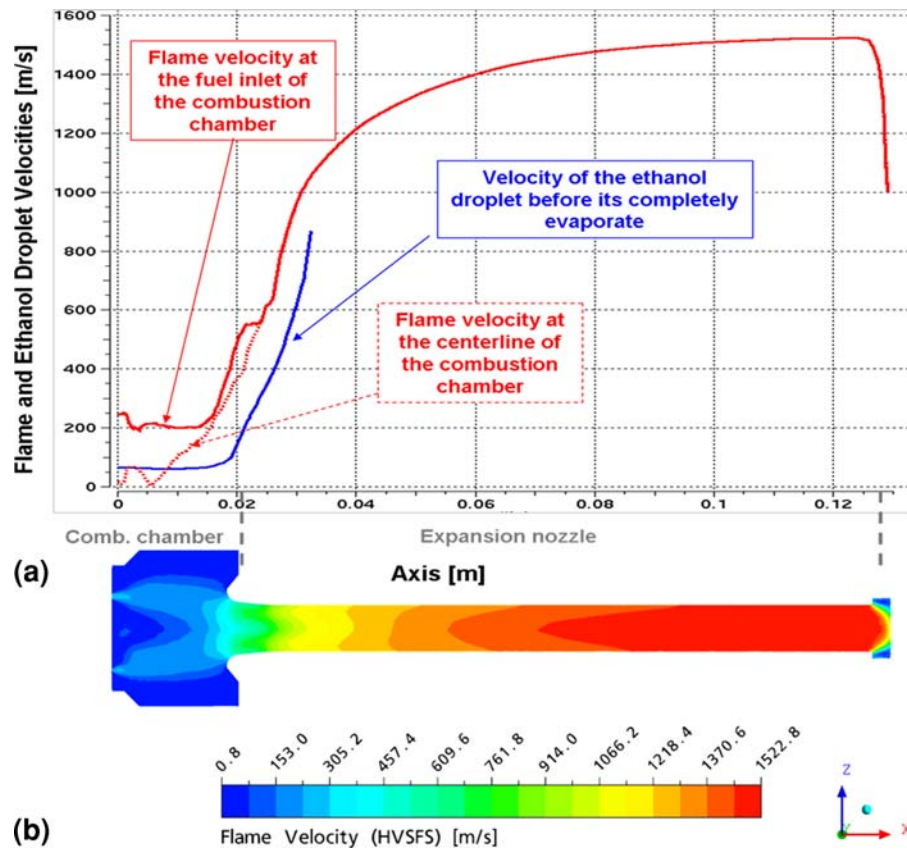 Flame and Ethanol Droplet Velocities [m/s]
1600
1400
1200
1000
800
600
400
200
0
Flame velocity at
the fuel inlet of
the combustion
chamber
Velocity of the ethanol
droplet before its completely
evaporate
Flame velocity at
the centerline of
the combustion
chamber
0 0.02 0.04 0.06 0.08 0.1 0.12
Comb. chamber Expansion nozzle
(a) Axis [m]
0.8 153.0 305.2 457.4 609.6 761.8 914.0 1066.2 1218.4 1370.6 1522.8
Flame Velocity (HVSFS) [m/s]
(b)
Z
Y
X